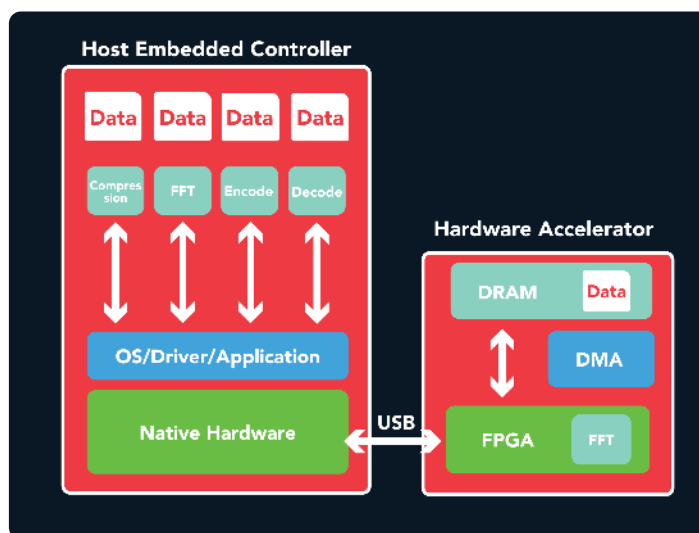 Host Embedded Controller
Data Data Data Data
Compres
sion
FFT Encode Decode
OS/Driver/Application
Native Hardware
USB
Hardware Accelerator
DRAM Data
DMA
FPGA FFT